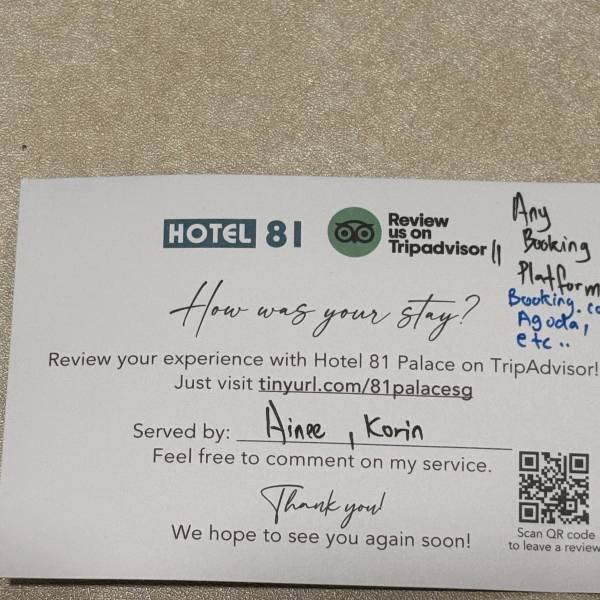 HOTEL 81
Review
us on
Tripadvisor //
Any
Booking
Platform
Booking.co
Agoda,
etc..
How was your stay?
Review your experience with Hotel 81 Palace on TripAdvisor!
Just visit tinyurl.com/81palacesg
Served by: Ainee, Korin
Feel free to comment on my service.
Thank you!
We hope to see you again soon!
Scan QR code
to leave a review